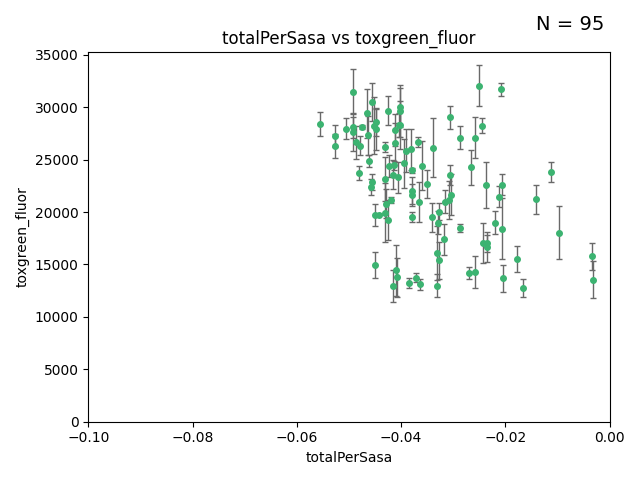 N = 95
totalPerSasa vs toxgreen_fluor
35000
30000
25000
20000
15000
10000
5000
0
toxgreen_fluor
−0.10 −0.08 −0.06 −0.04 −0.02 0.00
totalPerSasa